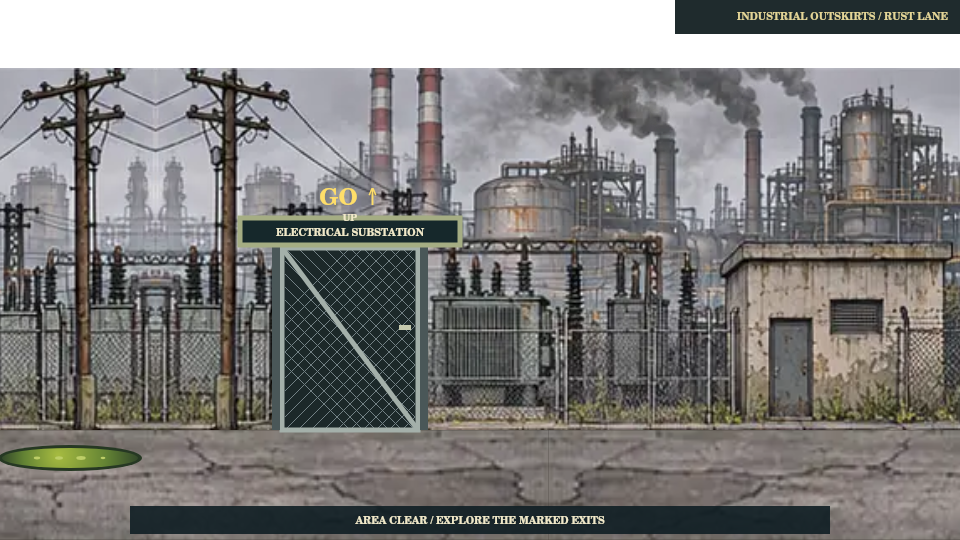 INDUSTRIAL OUTSKIRTS / RUST LANE
GO ↑
UP
ELECTRICAL SUBSTATION
AREA CLEAR / EXPLORE THE MARKED EXITS